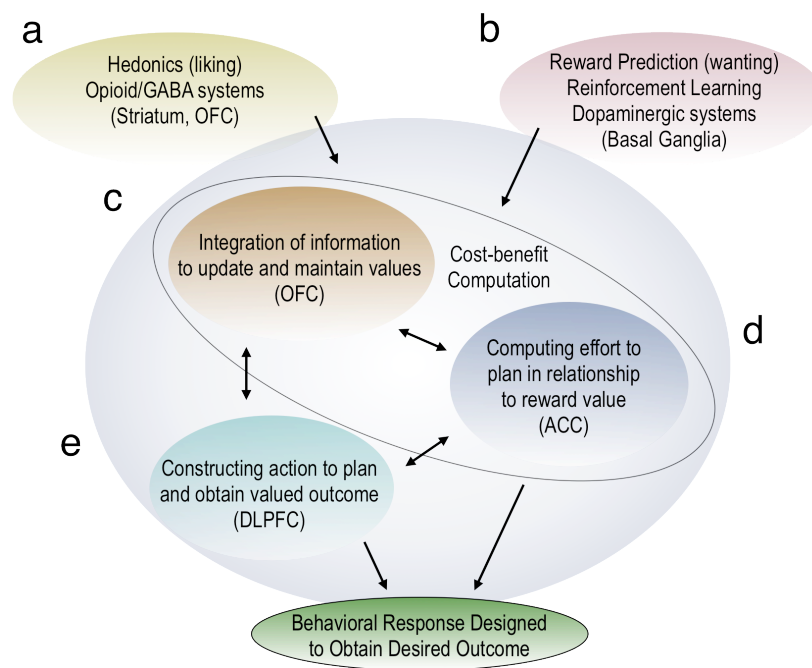 a
Hedonics (liking)
Opioid/GABA systems
(Striatum, OFC)
b
Reward Prediction (wanting)
Reinforcement Learning
Dopaminergic systems
(Basal Ganglia)
c
Integration of information
to update and maintain values
(OFC)
Cost-benefit
Computation
d
Computing effort to
plan in relationship
to reward value
(ACC)
e
Constructing action to plan
and obtain valued outcome
(DLPFC)
Behavioral Response Designed
to Obtain Desired Outcome